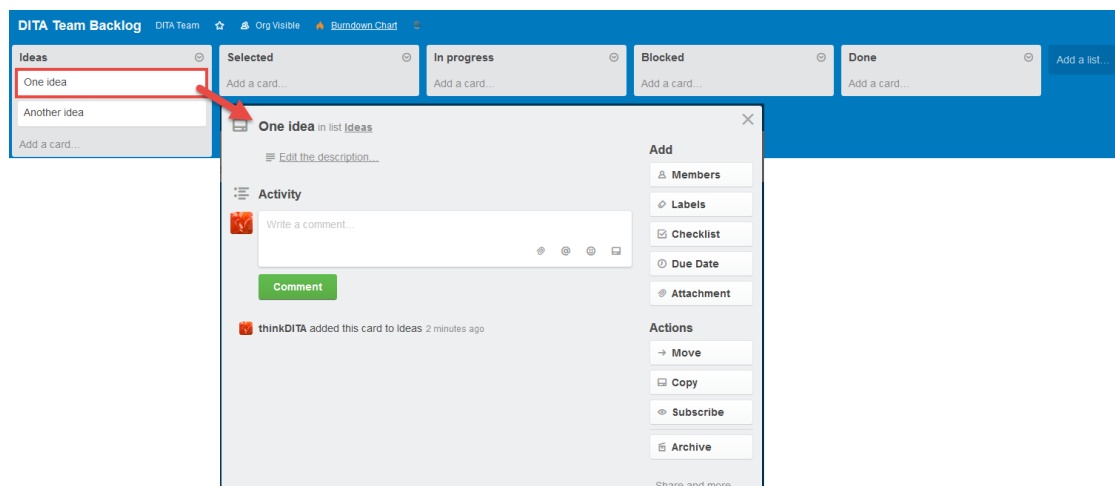 DITA Team Backlog DITA Team Org Visible Burndown Chart
Ideas
One idea
Another idea
Add a card...
Selected
Add a card...
In progress
Add a card...
Blocked
Add a card...
Done
Add a card...
Add a list...
One idea in list Ideas
Edit the description...
Activity
Write a comment...
Comment
thinkDITA added this card to Ideas 2 minutes ago
Add
Members
Labels
Checklist
Due Date
Attachment
Actions
Move
Copy
Subscribe
Archive
Share and more